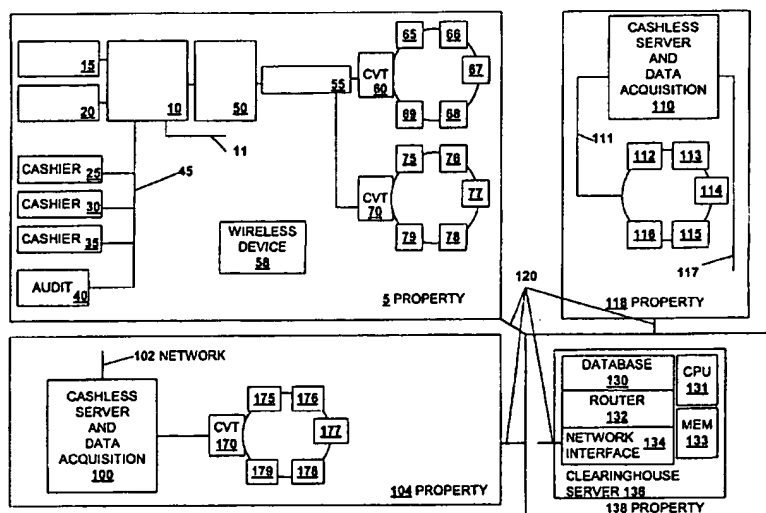 15
20
10
50
55
CVT
60
65
66
67
68
69
11
CASHIER 25
CASHIER 30
CASHIER 35
45
AUDIT 40
WIRELESS
DEVICE
58
CVT
70
75
76
77
78
79
5 PROPERTY
CASHLESS
SERVER
AND
DATA
ACQUISITION
110
111
112
113
114
115
116
117
118 PROPERTY
120
102 NETWORK
CASHLESS
SERVER
AND
DATA
ACQUISITION
100
CVT
170
175
176
177
178
179
104 PROPERTY
DATABASE
130
ROUTER
132
NETWORK
INTERFACE 134
CPU
131
MEM
133
CLEARINGHOUSE
SERVER 136
138 PROPERTY